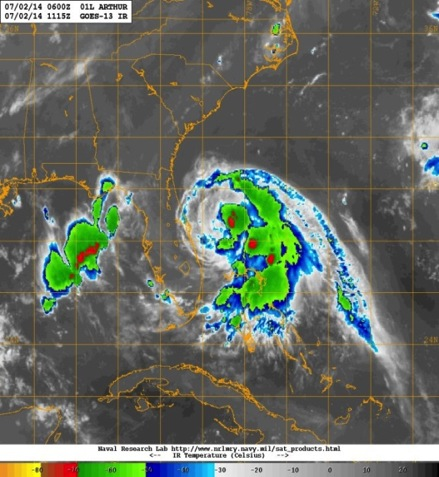 07/02/14 0600Z 01L ARTHUR
07/02/14 1115Z GOES-13 IR
24N
Naval Research Lab http://www.nrlmry.navy.mil/sat_products.html
<-- IR Temperature (Celsius) -->
-80 -70 -60 -50 -40 -30 -20 -10 0 10 20